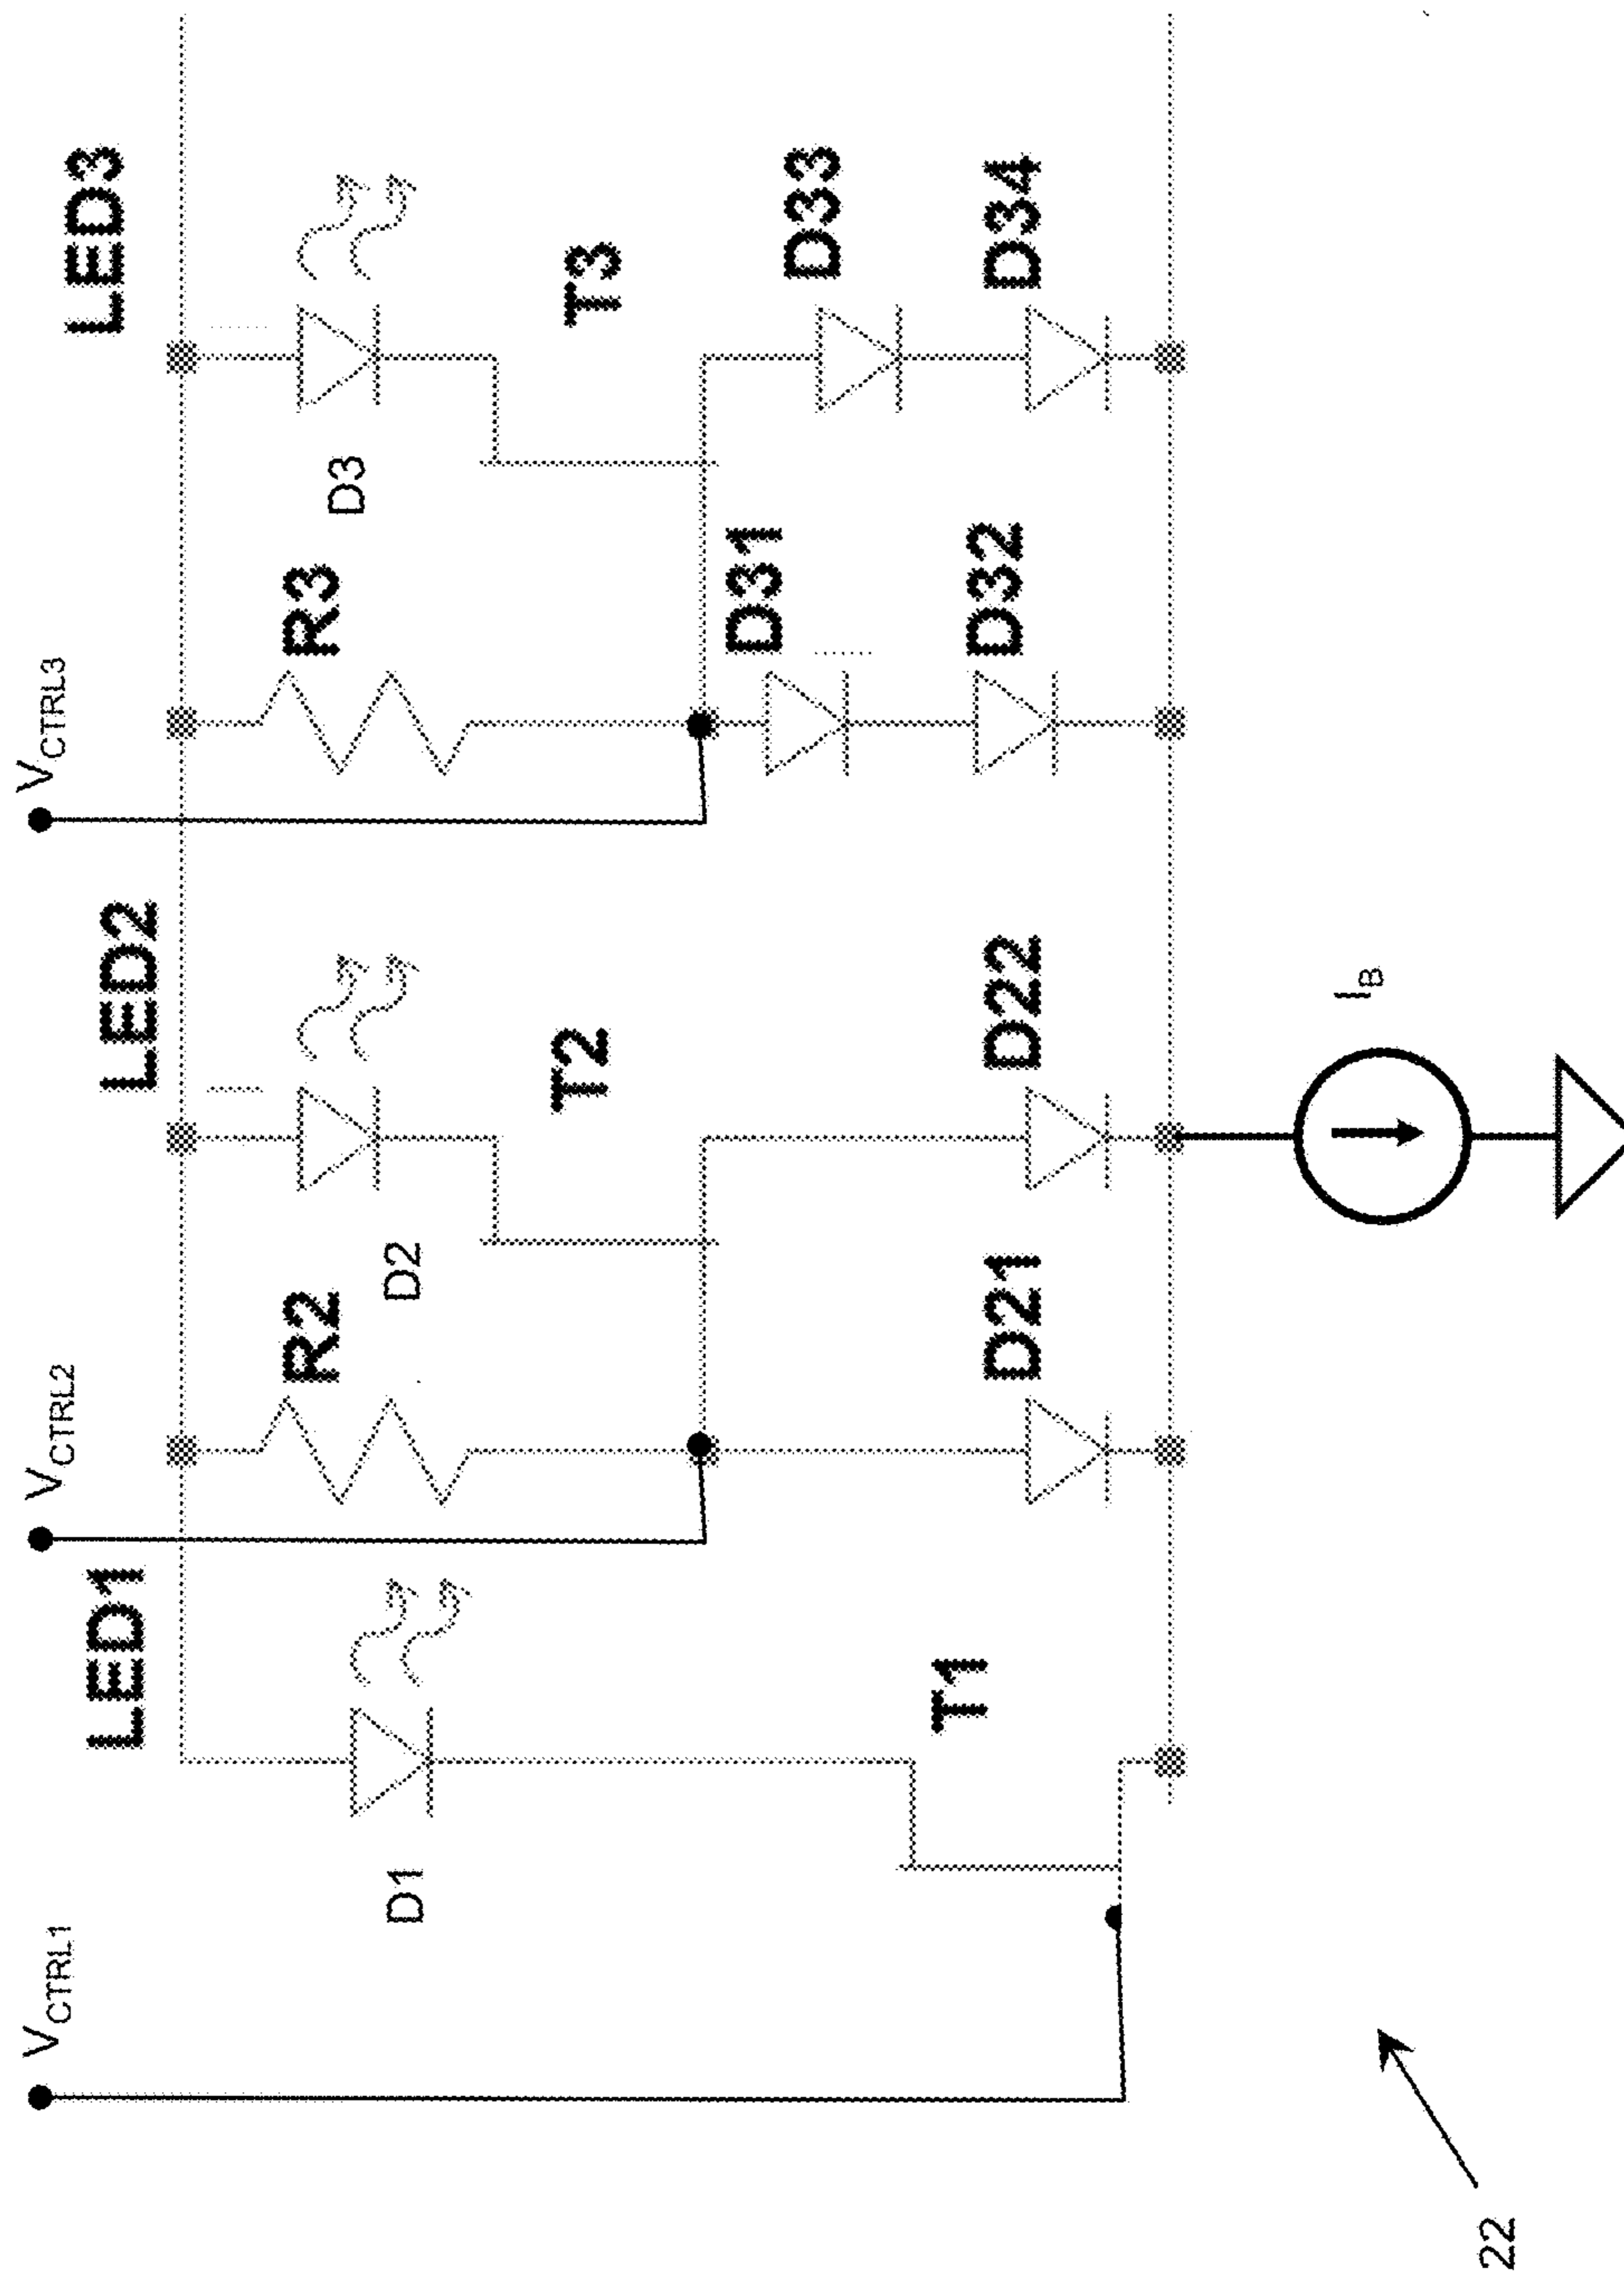 V_CTRL1
V_CTRL2
V_CTRL3
LED1
LED2
LED3
D1
R2
D2
R3
D3
T1
T2
T3
D21
D22
D31
D32
D33
D34
I_B
22